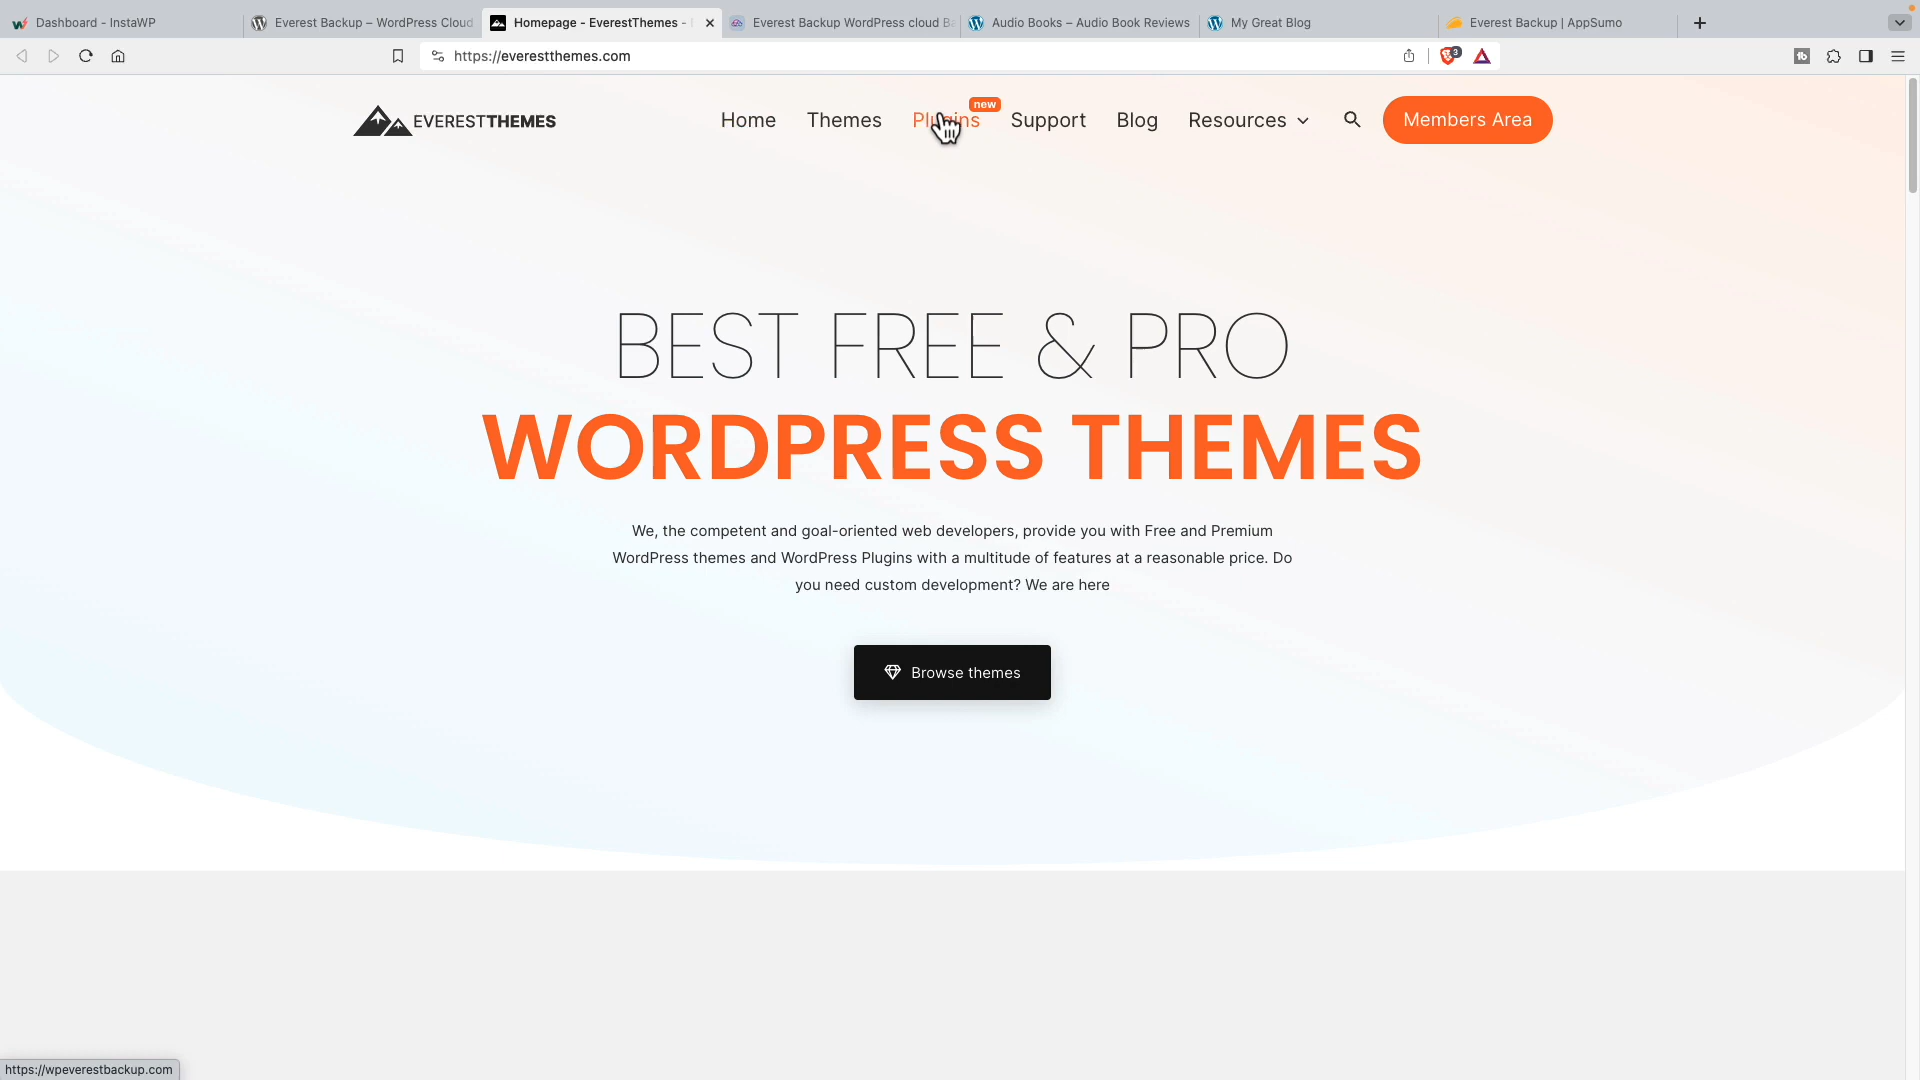 Dashboard - InstaWP
Everest Backup – WordPress Cloud
Homepage - EverestThemes -
Everest Backup WordPress cloud Ba
Audio Books – Audio Book Reviews
My Great Blog
Everest Backup | AppSumo
https://everestthemes.com
3
EVERESTTHEMES
Home
Themes
Plugins
new
Support
Blog
Resources
Members Area
BEST FREE & PRO
WORDPRESS THEMES
We, the competent and goal-oriented web developers, provide you with Free and Premium
WordPress themes and WordPress Plugins with a multitude of features at a reasonable price. Do
you need custom development? We are here
Browse themes
https://wpeverestbackup.com